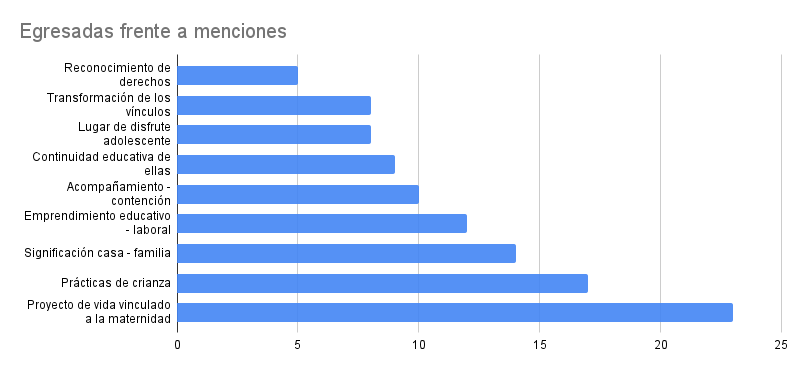 Egresadas frente a menciones
Reconocimiento de
derechos
Transformación de los
vínculos
Lugar de disfrute
adolescente
Continuidad educativa de
ellas
Acompañamiento -
contención
Emprendimiento educativo
- laboral
Significación casa - familia
Prácticas de crianza
Proyecto de vida vinculado
a la maternidad
0 5 10 15 20 25